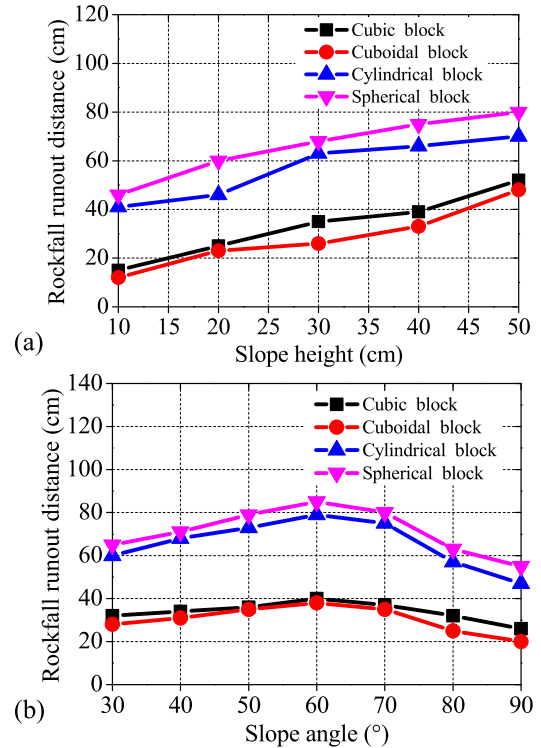 120
100
80
60
40
20
0
Rockfall runout distance (cm)
Cubic block
Cuboidal block
Cylindrical block
Spherical block
10 15 20 25 30 35 40 45 50
Slope height (cm)
(a)
140
120
100
80
60
40
20
0
Rockfall runout distance (cm)
Cubic block
Cuboidal block
Cylindrical block
Spherical block
30 40 50 60 70 80 90
Slope angle (°)
(b)